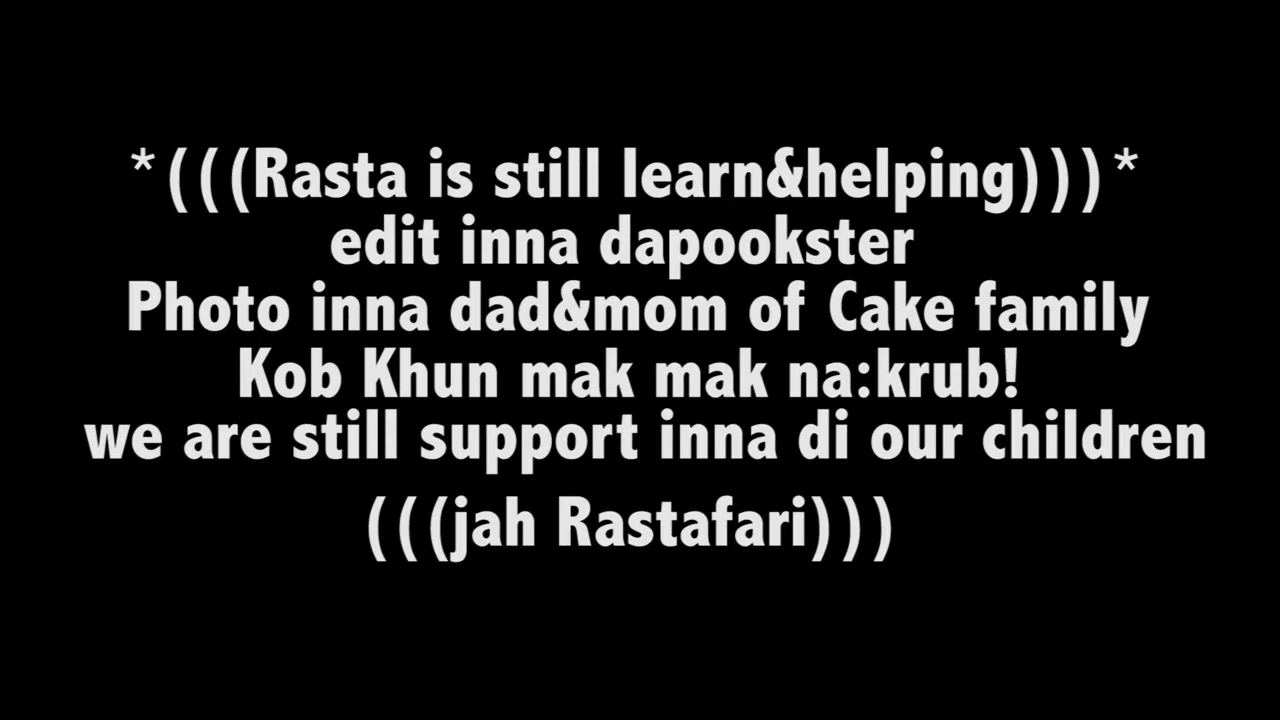 *(((Rasta is still learn&helping)))*
edit inna dapookster
Photo inna dad&mom of Cake family
Kob Khun mak mak na:krub!
we are still support inna di our children
(((jah Rastafari)))